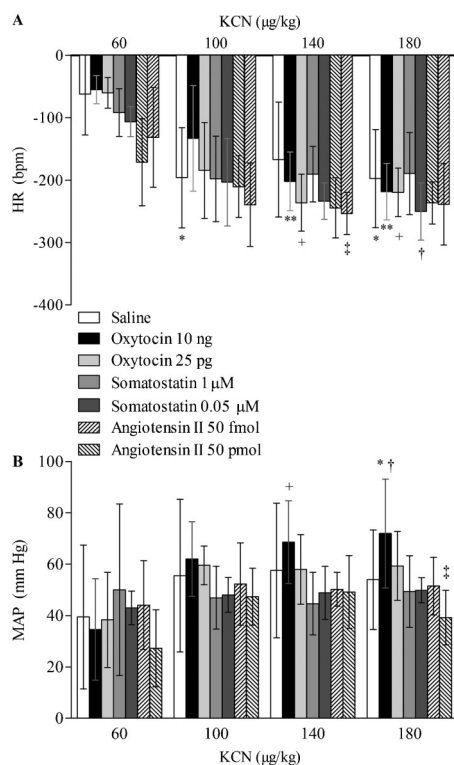 A
KCN (µg/kg)
60 100 140 180
0
-100
-200
-300
-400
HR
(bpm)
* ** + ‡ * ** + †
Saline
Oxytocin 10 ng
Oxytocin 25 pg
Somatostatin 1 µM
Somatostatin 0.05 µM
Angiotensin II 50 fmol
Angiotensin II 50 pmol
B
100
80
60
40
20
0
MAP
(mm Hg)
+ * † ‡
60 100 140 180
KCN (µg/kg)